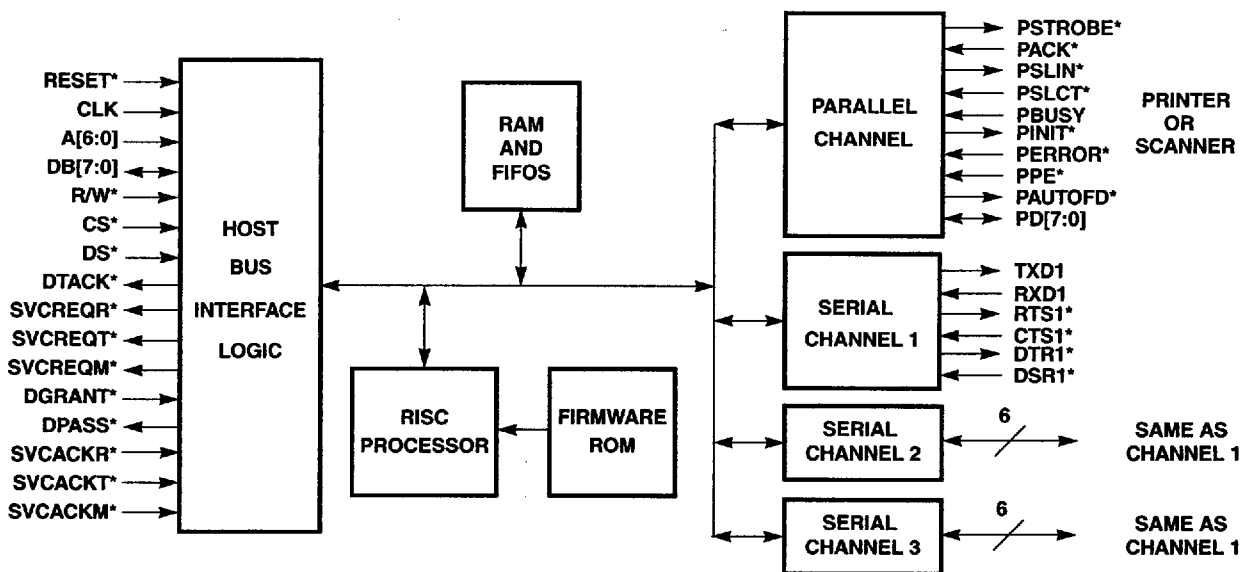 RESET*
CLK
A[6:0]
DB[7:0]
R/W*
CS*
DS*
DTACK*
SVCREQR*
SVCREQT*
SVCREQM*
DGRANT*
DPASS*
SVCACKR*
SVCACKT*
SVCACKM*
HOST
BUS
INTERFACE
LOGIC
RAM
AND
FIFOS
RISC
PROCESSOR
FIRMWARE
ROM
PARALLEL
CHANNEL
PSTROBE*
PACK*
PSLIN*
PSLCT*
PBUSY
PINIT*
PERROR*
PPE*
PAUTOFD*
PD[7:0]
PRINTER
OR
SCANNER
SERIAL
CHANNEL 1
TXD1
RXD1
RTS1*
CTS1*
DTR1*
DSR1*
SERIAL
CHANNEL 2
6
SAME AS
CHANNEL 1
SERIAL
CHANNEL 3
6
SAME AS
CHANNEL 1